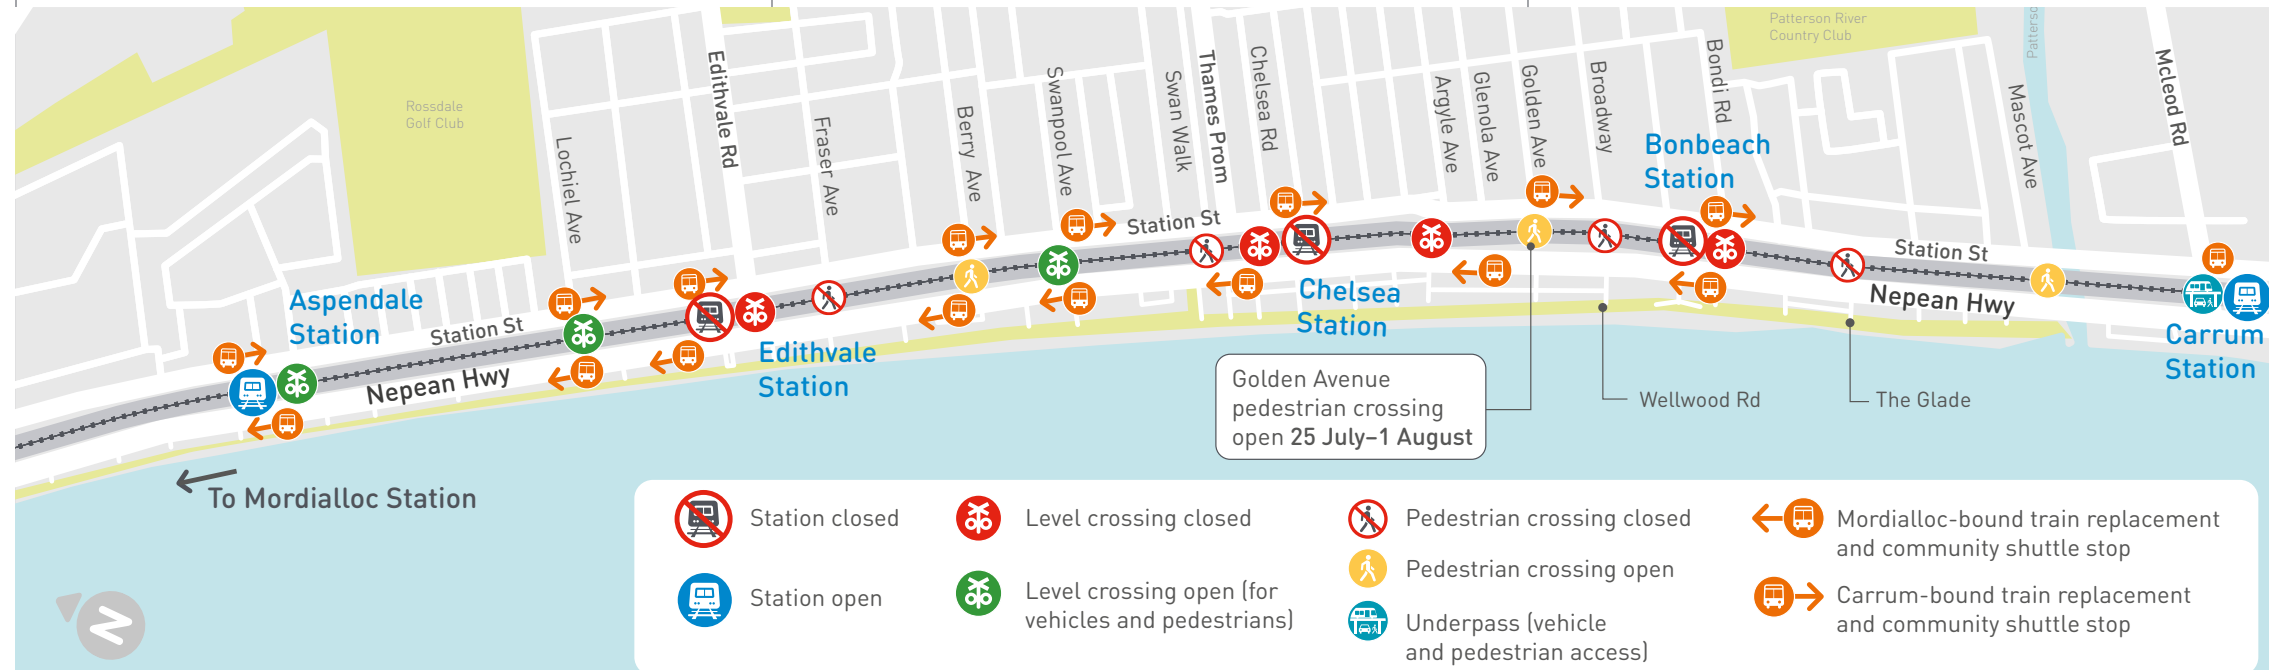 Rossdale
Golf Club
Lochiel Ave
Edithvale Rd
Fraser Ave
Berry Ave
Swanpool Ave
Swan Walk
Thames Prom
Chelsea Rd
Argyle Ave
Glenola Ave
Golden Ave
Broadway
Bondi Rd
Patterson River
Country Club
Mascot Ave
Mcleod Rd
Aspendale
Station
Station St
Nepean Hwy
Edithvale
Station
Station St
Chelsea
Station
Bonbeach
Station
Station St
Nepean Hwy
Carrum
Station
Golden Avenue
pedestrian crossing
open 25 July–1 August
Wellwood Rd
The Glade
To Mordialloc Station
Station closed
Station open
Level crossing closed
Level crossing open (for
vehicles and pedestrians)
Pedestrian crossing closed
Pedestrian crossing open
Underpass (vehicle
and pedestrian access)
Mordialloc-bound train replacement
and community shuttle stop
Carrum-bound train replacement
and community shuttle stop
N